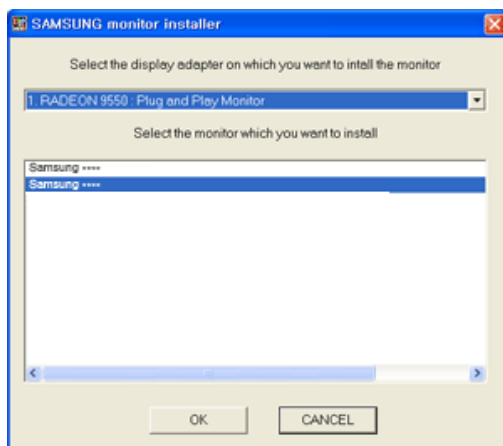 SAMSUNG monitor installer
Select the display adapter on which you want to intall the monitor
1. RADEON 9550 : Plug and Play Monitor
Select the monitor which you want to install
Samsung ****
Samsung ****
OK
CANCEL